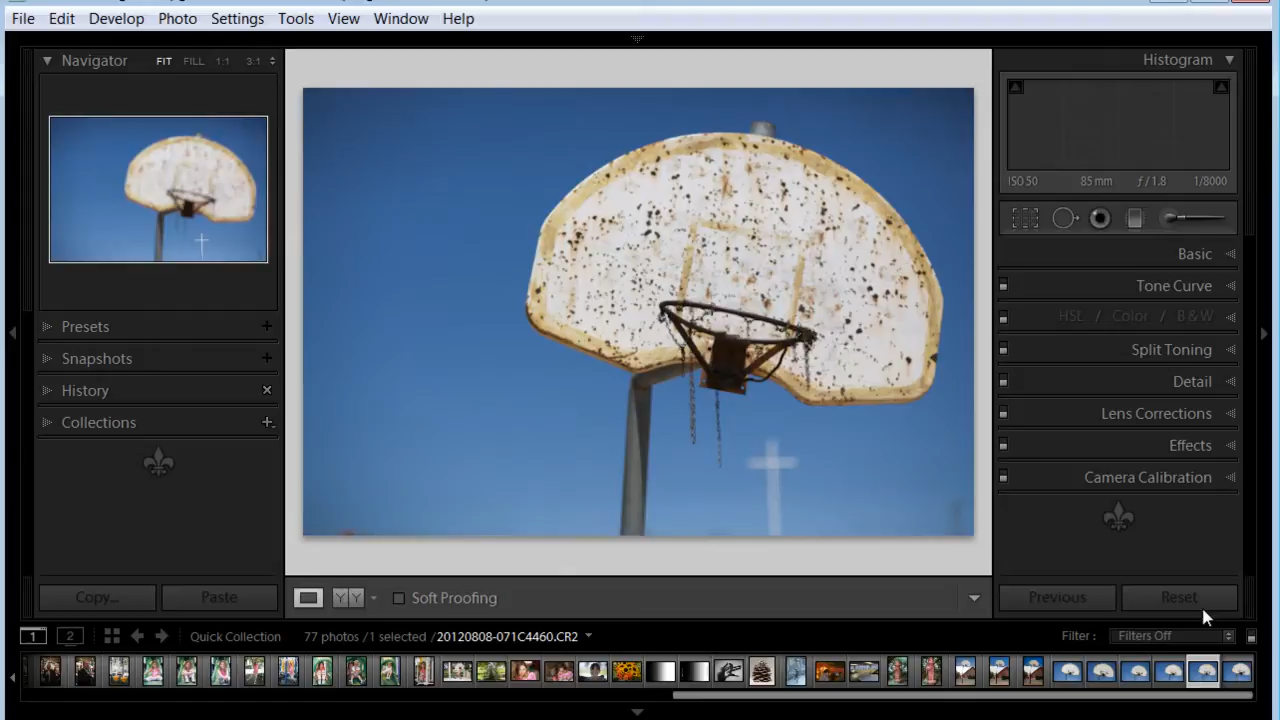 File Edit Develop Photo Settings Tools View Window Help
Navigator FIT FILL 1:1 3:1
Histogram
ISO 50 85 mm ƒ/1.8 1/8000
Basic
Tone Curve
HSL / Color / B&W
Split Toning
Detail
Lens Corrections
Effects
Camera Calibration
Presets +
Snapshots +
History ×
Collections +
Copy... Paste
Y Y
Soft Proofing
Previous Reset
1 2 Quick Collection 77 photos /1 selected /20120808-071C4460.CR2
Filter : Filters Off